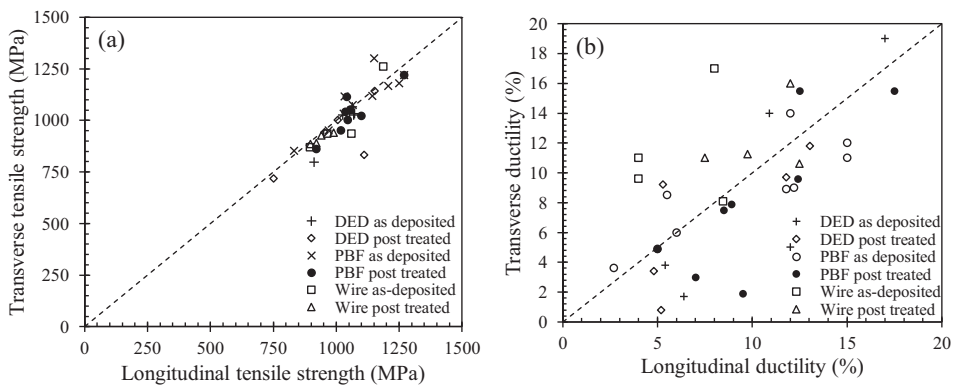 (a)
Transverse tensile strength (MPa)
1500
1250
1000
750
500
250
0
DED as deposited
DED post treated
PBF as deposited
PBF post treated
Wire as-deposited
Wire post treated
0 250 500 750 1000 1250 1500
Longitudinal tensile strength (MPa)
(b)
Transverse ductility (%)
20
18
16
14
12
10
8
6
4
2
0
DED as deposited
DED post treated
PBF as deposited
PBF post treated
Wire as-deposited
Wire post treated
0 5 10 15 20
Longitudinal ductility (%)